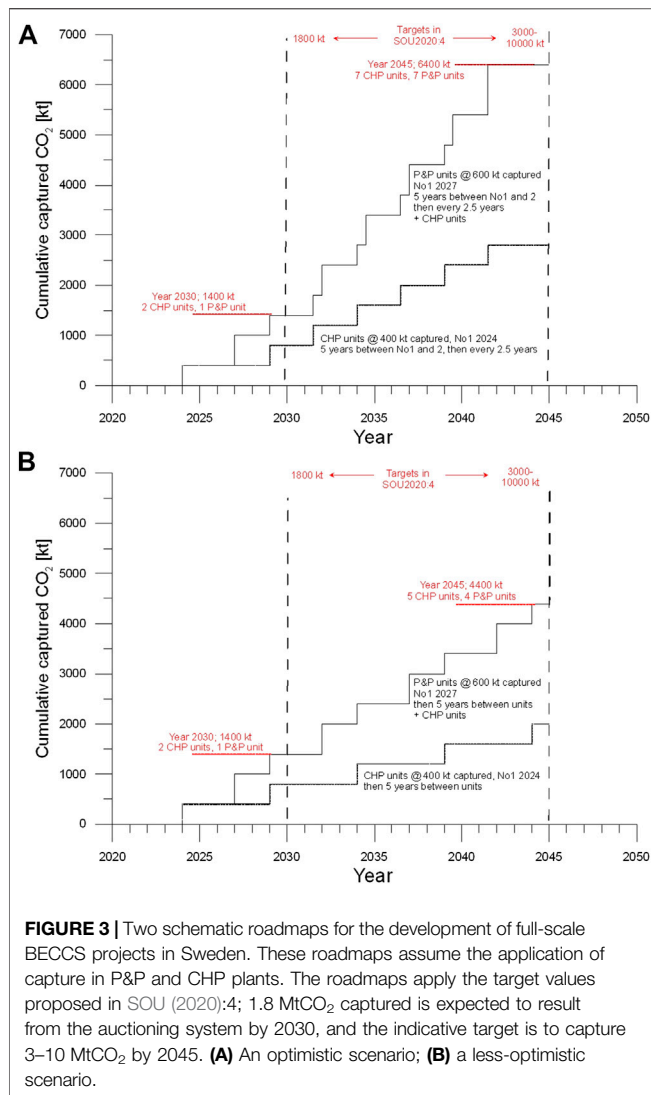 A
7000
6000
5000
4000
3000
2000
1000
0
Cumulative captured CO₂ [kt]
1800 kt
Targets in
SOU2020:4
3000-
10000 kt
Year 2045; 6400 kt
7 CHP units, 7 P&P units
P&P units @ 600 kt captured
No1 2027
5 years between No1 and 2
then every 2.5 years
+ CHP units
Year 2030; 1400 kt
2 CHP units, 1 P&P unit
CHP units @ 400 kt captured, No1 2024
5 years between No1 and 2, then every 2.5 years
2020 2025 2030 2035 2040 2045 2050
Year
B
7000
6000
5000
4000
3000
2000
1000
0
Cumulative captured CO₂ [kt]
1800 kt
Targets in
SOU2020:4
3000-
10000 kt
Year 2045; 4400 kt
5 CHP units, 4 P&P units
P&P units @ 600 kt captured
No1 2027
then 5 years between units
+ CHP units
Year 2030; 1400 kt
2 CHP units, 1 P&P unit
CHP units @ 400 kt captured, No1 2024
then 5 years between units
2020 2025 2030 2035 2040 2045 2050
Year
FIGURE 3 | Two schematic roadmaps for the development of full-scale
BECCS projects in Sweden. These roadmaps assume the application of
capture in P&P and CHP plants. The roadmaps apply the target values
proposed in SOU (2020):4; 1.8 MtCO₂ captured is expected to result
from the auctioning system by 2030, and the indicative target is to capture
3–10 MtCO₂ by 2045. (A) An optimistic scenario; (B) a less-optimistic
scenario.